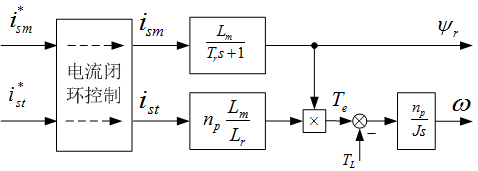 i*sm
i*st
电流闭
环控制
ism
ist
Lm
Trs+1
np Lm
Lr
ψr
×
Te
−
TL
np
Js
ω